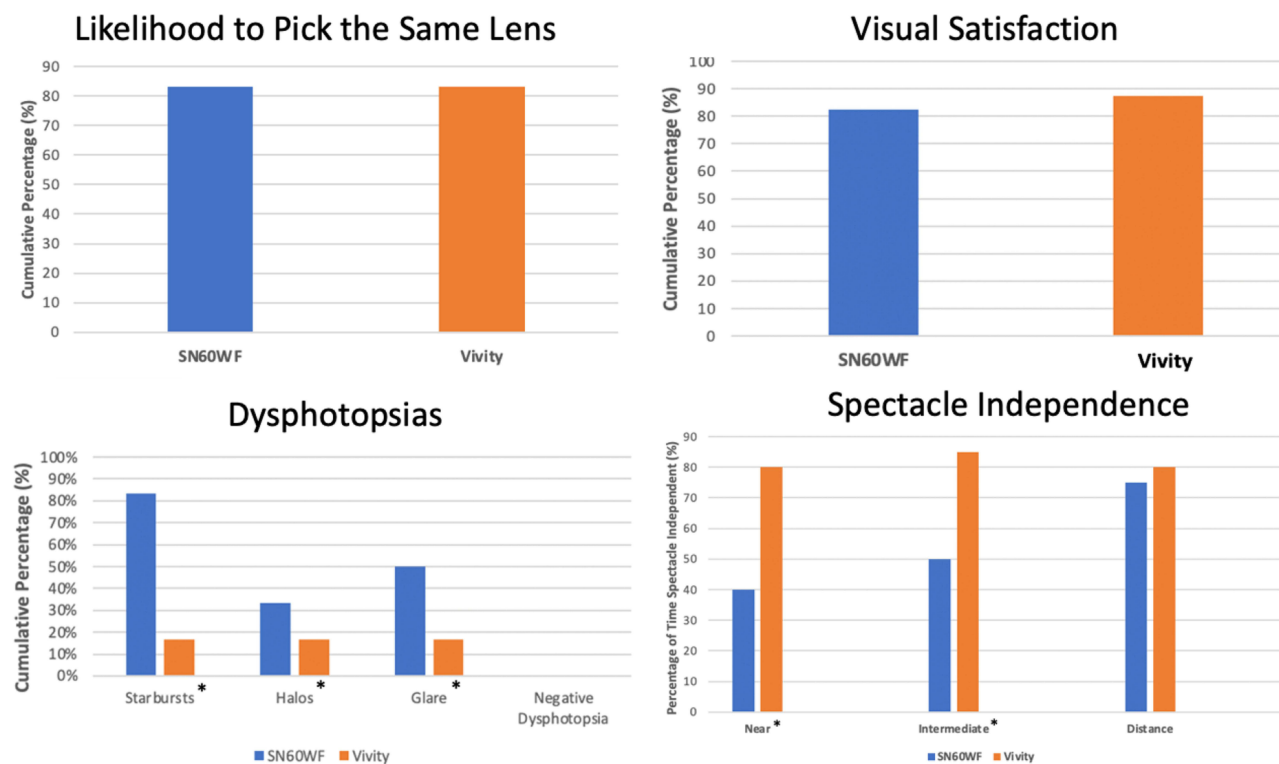 Likelihood to Pick the Same Lens
Cumulative Percentage (%)
90
80
70
60
50
40
30
20
10
0
SN60WF
Vivity
Visual Satisfaction
Cumulative Percentage (%)
100
90
80
70
60
50
40
30
20
10
0
SN60WF
Vivity
Dysphotopsias
Cumulative Percentage (%)
100%
90%
80%
70%
60%
50%
40%
30%
20%
10%
0%
Starbursts *
Halos *
Glare *
Negative
Dysphotopsia
SN60WF
Vivity
Spectacle Independence
Percentage of Time Spectacle Independent (%)
90
80
70
60
50
40
30
20
10
0
Near *
Intermediate *
Distance
SN60WF
Vivity